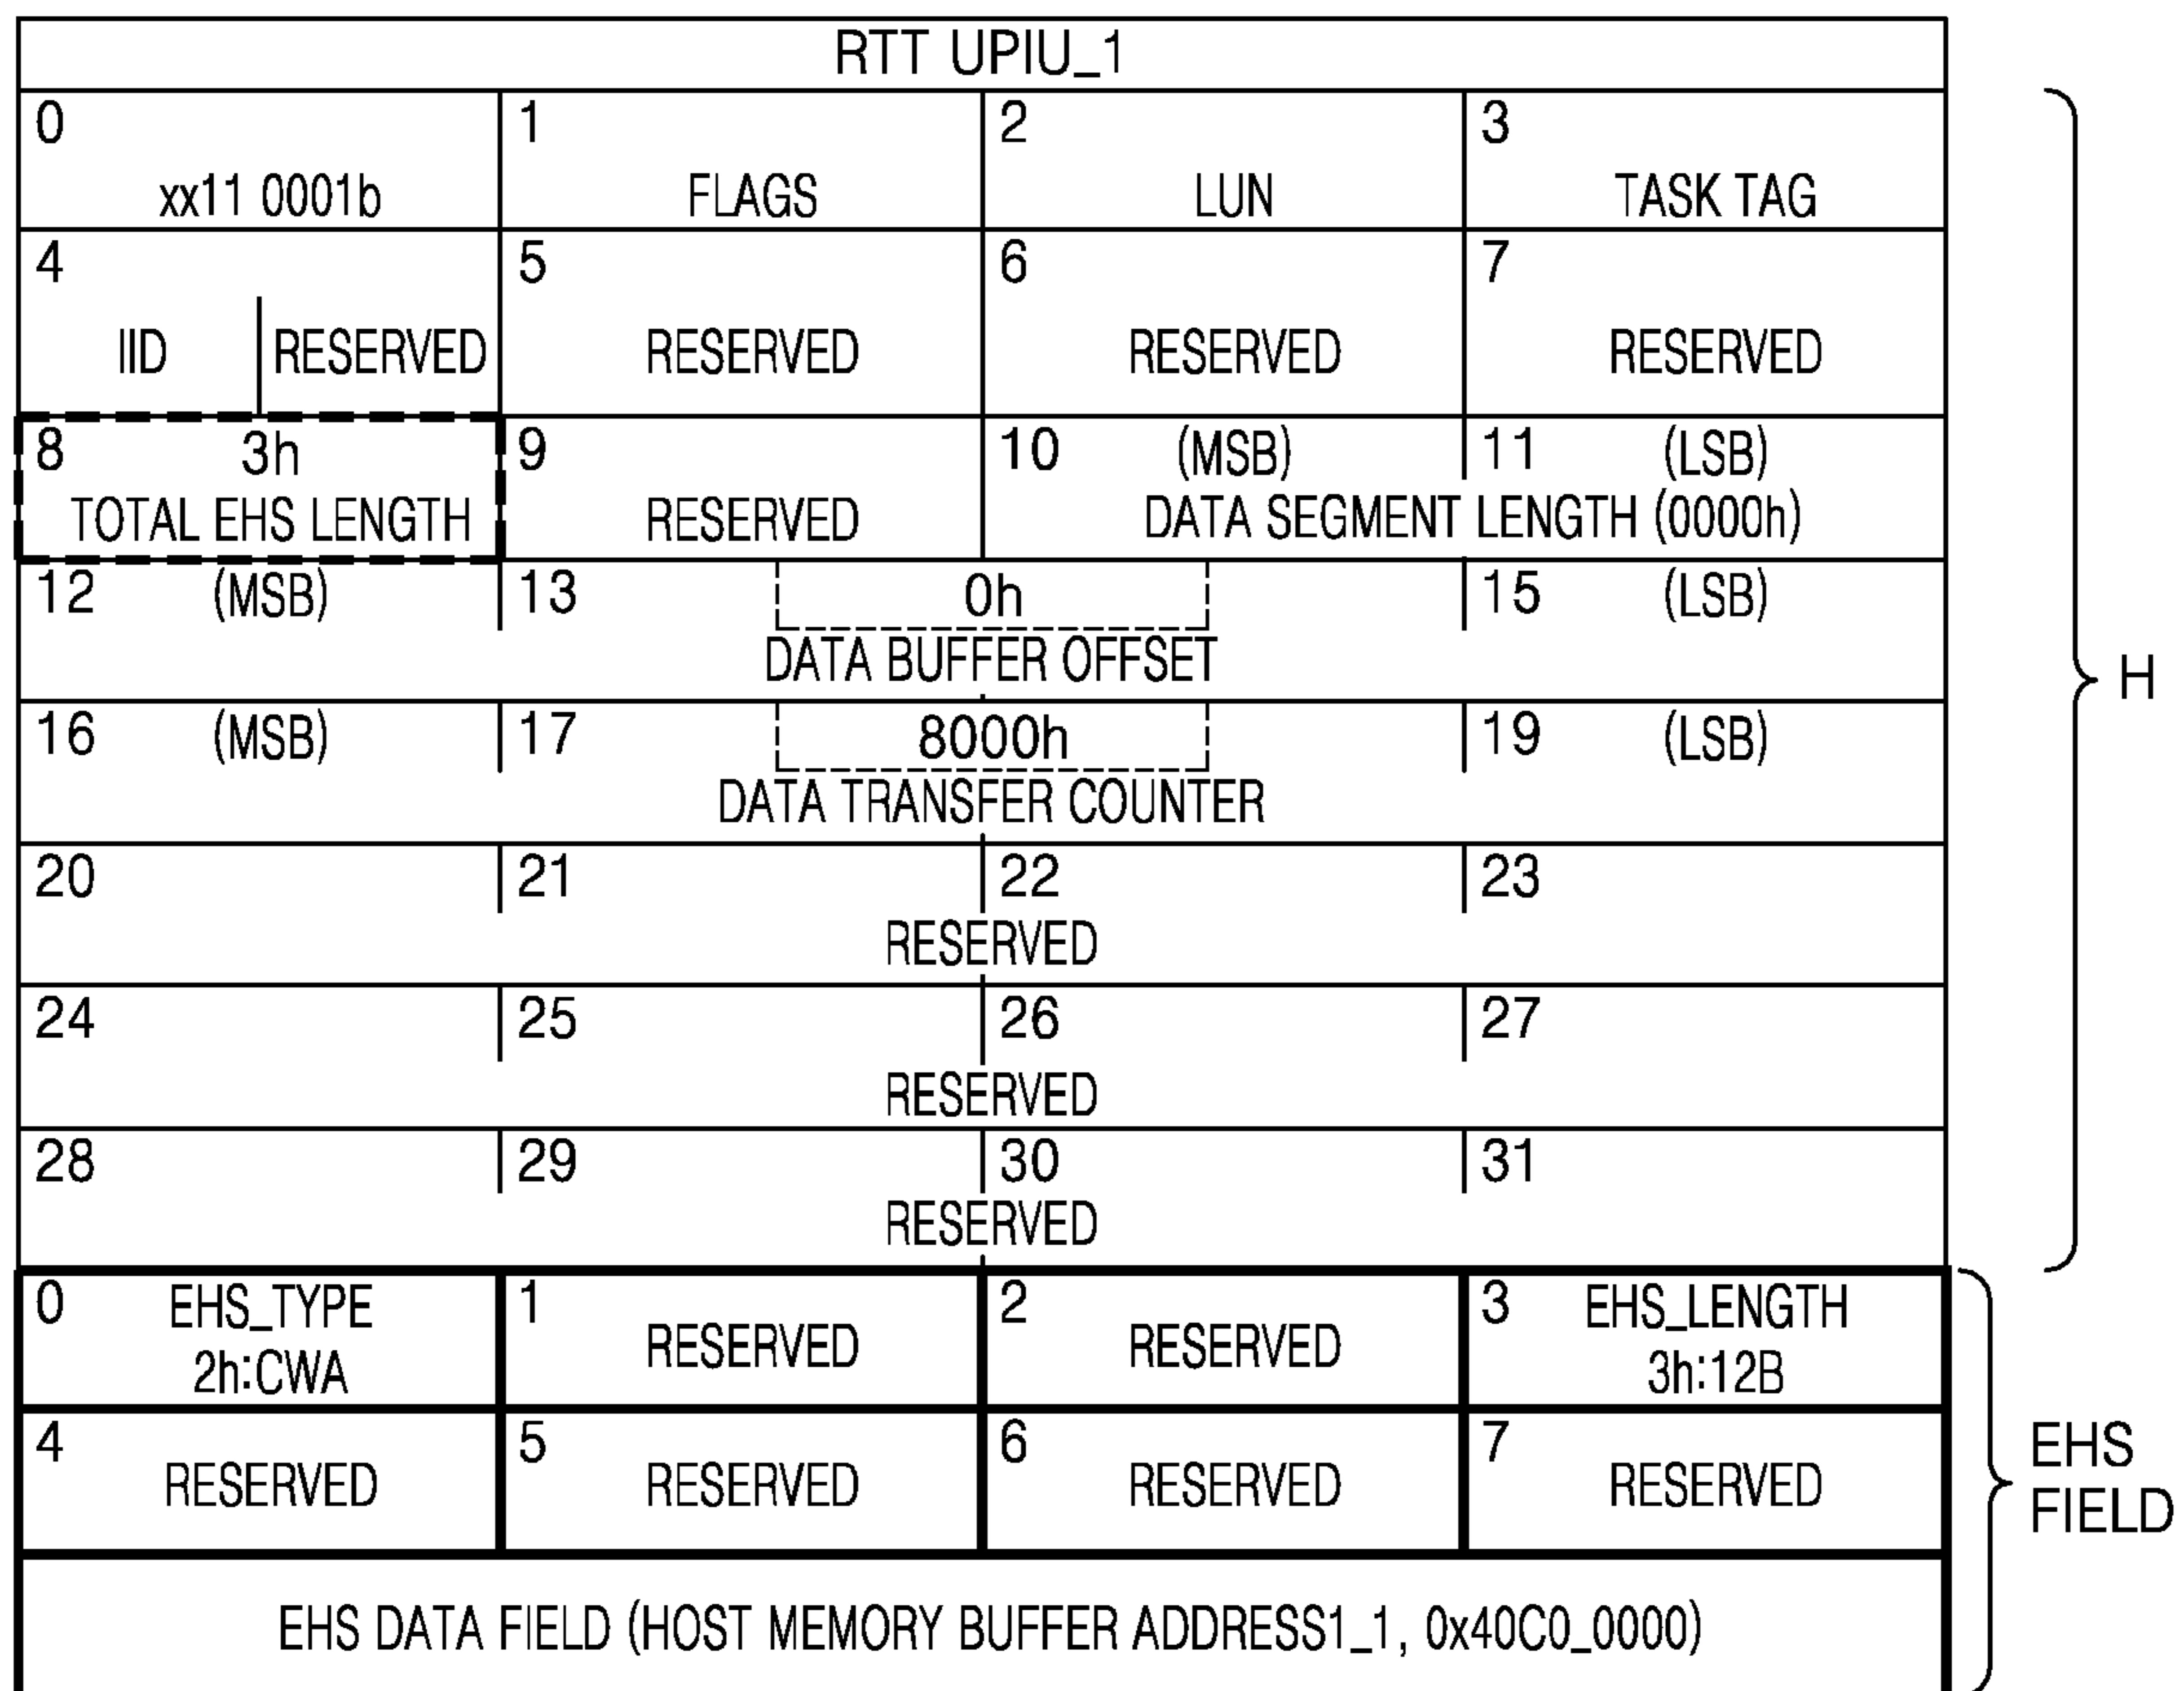 RTT UPIU_1
0 1 2 3
xx11 0001b FLAGS LUN TASK TAG
4 5 6 7
IID RESERVED RESERVED RESERVED RESERVED
8 3h 9 10 (MSB) 11 (LSB)
TOTAL EHS LENGTH RESERVED DATA SEGMENT LENGTH (0000h)
12 (MSB) 13 0h 15 (LSB)
DATA BUFFER OFFSET
H
16 (MSB) 17 8000h 19 (LSB)
DATA TRANSFER COUNTER
20 21 22 23
RESERVED
24 25 26 27
RESERVED
28 29 30 31
RESERVED
0 EHS_TYPE 1 RESERVED 2 RESERVED 3 EHS_LENGTH
2h:CWA 3h:12B
4 5 6 7
RESERVED RESERVED RESERVED RESERVED
EHS
FIELD
EHS DATA FIELD (HOST MEMORY BUFFER ADDRESS1_1, 0x40C0_0000)